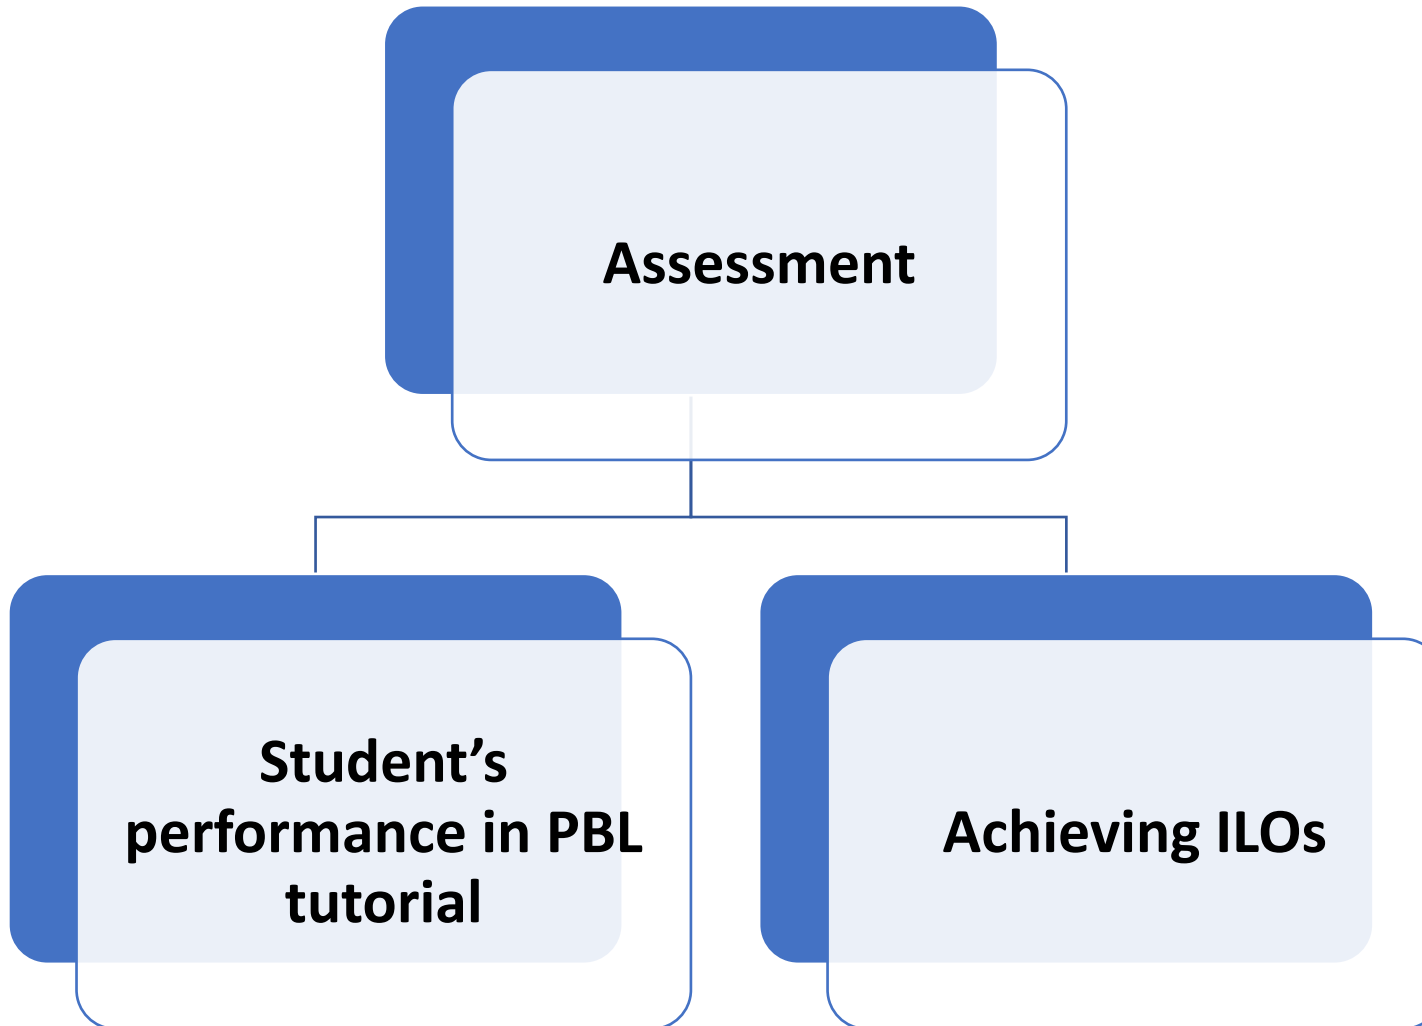 Assessment
Student’s
performance in PBL
tutorial
Achieving ILOs